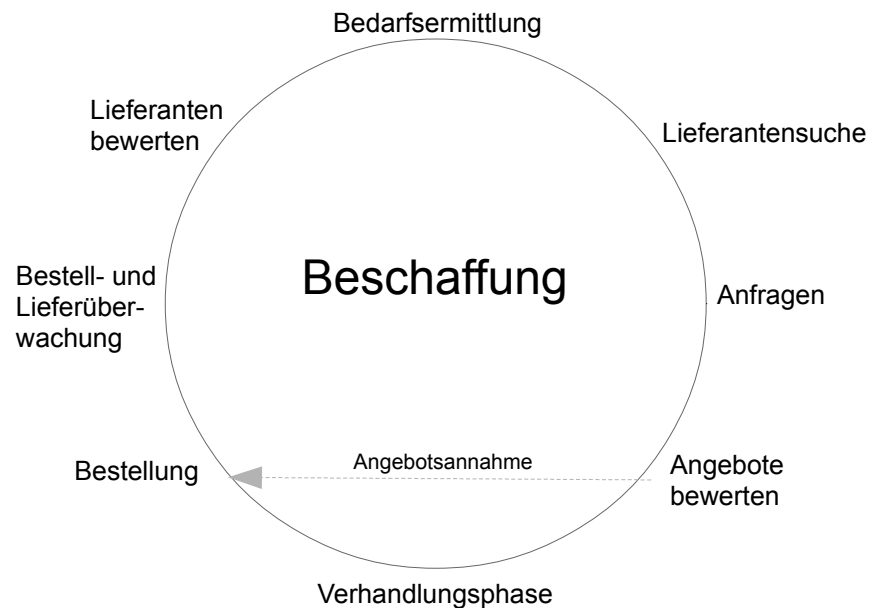 Bedarfsermittlung
Lieferanten
bewerten
Lieferantensuche
Beschaffung
Bestell- und
Lieferüber-
wachung
Anfragen
Bestellung
Angebotsannahme
Angebote
bewerten
Verhandlungsphase